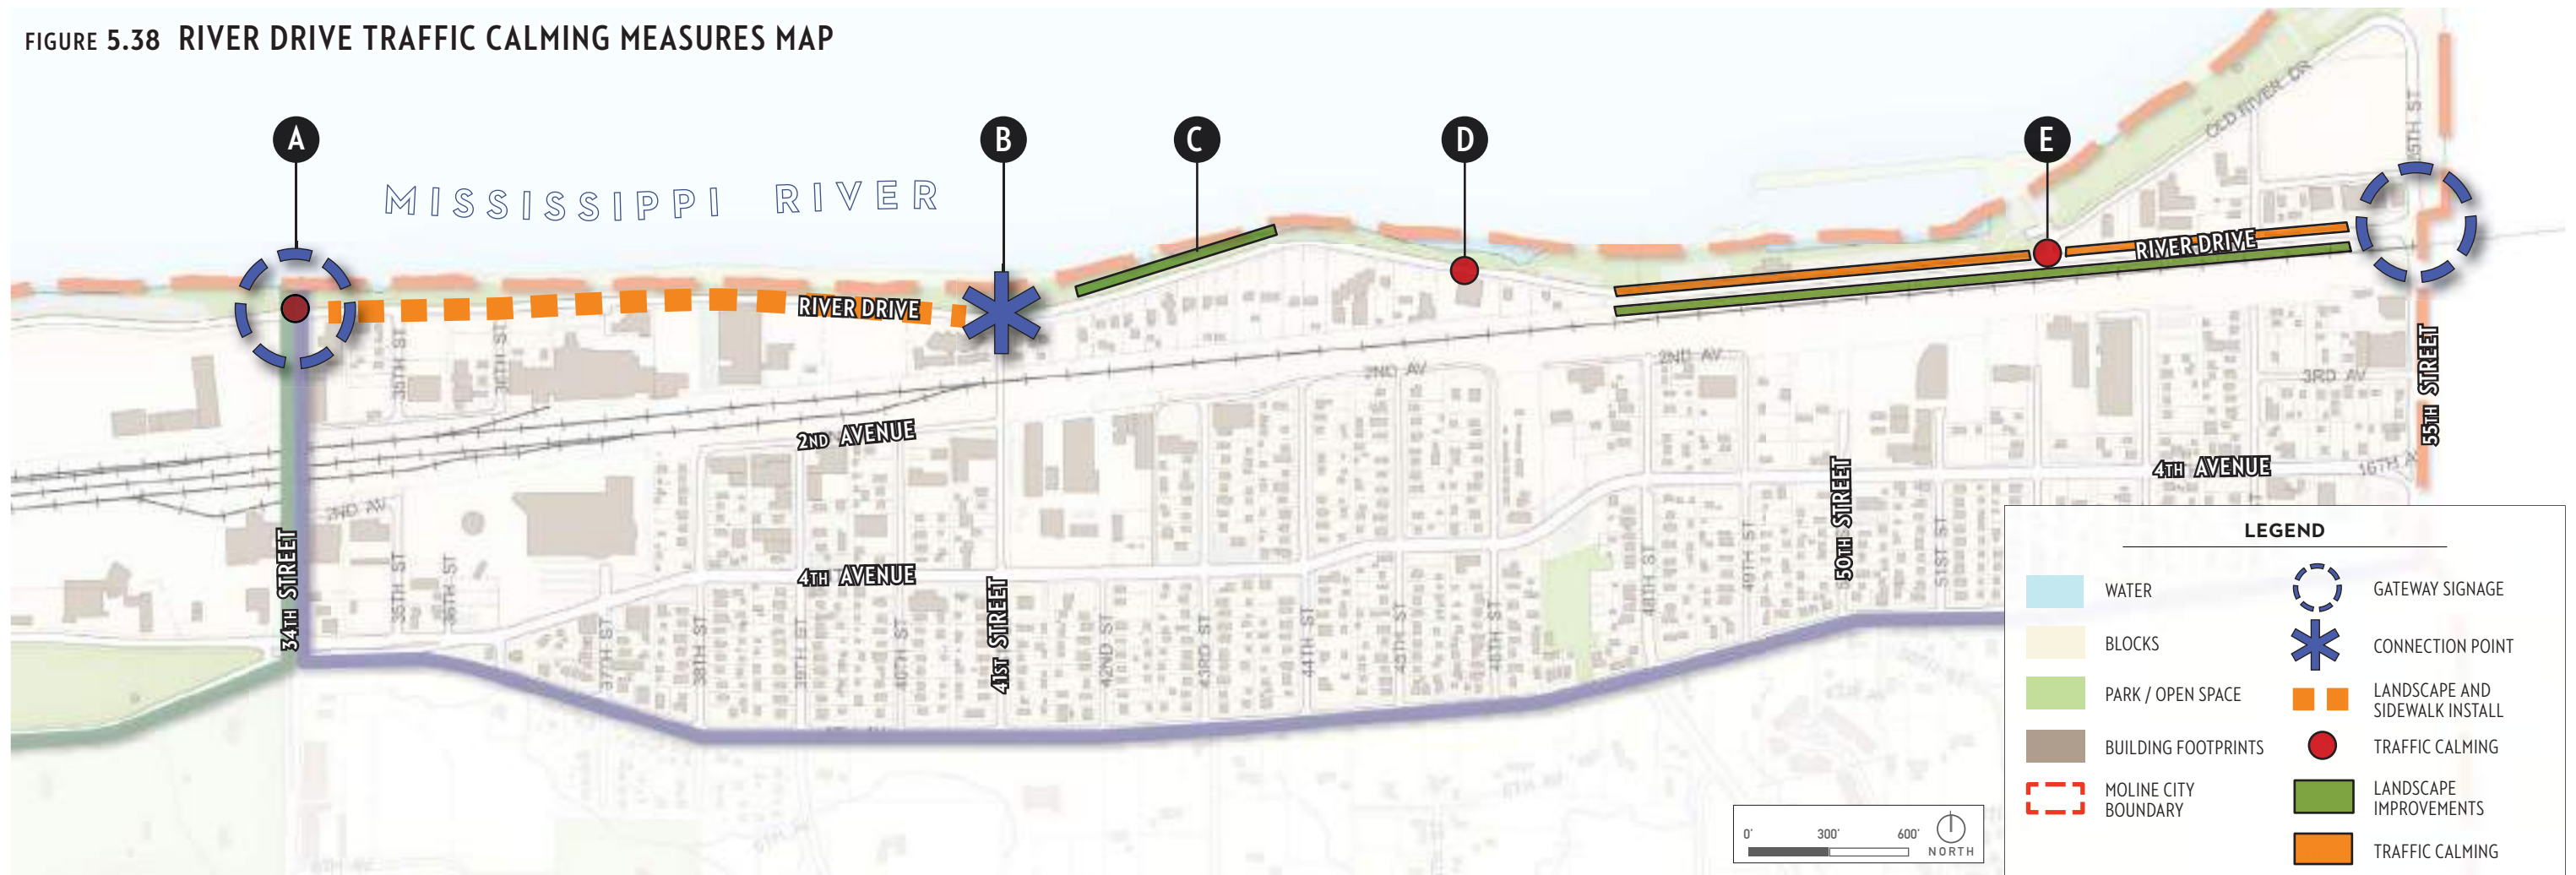 FIGURE 5.38 RIVER DRIVE TRAFFIC CALMING MEASURES MAP
A
B
C
D
E
MISSISSIPPI RIVER
OLD RIVER DR
55TH ST
RIVER DRIVE
RIVER DRIVE
35TH ST
36TH ST
2ND AV
2ND AV
3RD AV
55TH STREET
2ND AVENUE
4TH AVENUE
16TH A
50TH STREET
2ND AV
34TH STREET
35TH ST
36TH ST
4TH AVENUE
41ST STREET
37TH ST
38TH ST
39TH ST
40TH ST
42ND ST
43RD ST
44TH ST
45TH ST
46TH ST
48TH ST
49TH ST
51ST ST
LEGEND
WATER
BLOCKS
PARK / OPEN SPACE
BUILDING FOOTPRINTS
MOLINE CITY
BOUNDARY
GATEWAY SIGNAGE
CONNECTION POINT
LANDSCAPE AND
SIDEWALK INSTALL
TRAFFIC CALMING
LANDSCAPE
IMPROVEMENTS
TRAFFIC CALMING
0' 300' 600'
NORTH